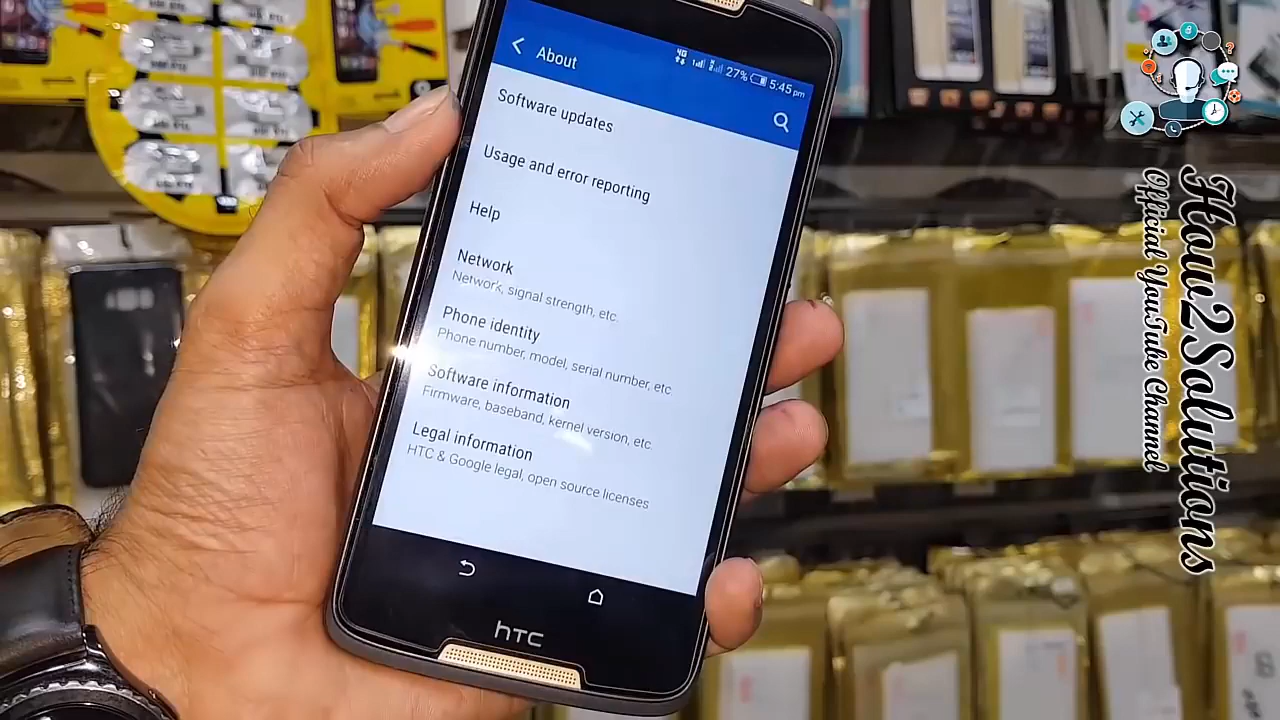 4G 27% 5:45 pm
About
Software updates
Usage and error reporting
Help
Network
Network, signal strength, etc.
Phone identity
Phone number, model, serial number, etc
Software information
Firmware, baseband, kernel version, etc
Legal information
HTC & Google legal, open source licenses
hTC
How2Solutions
Official YouTube Channel